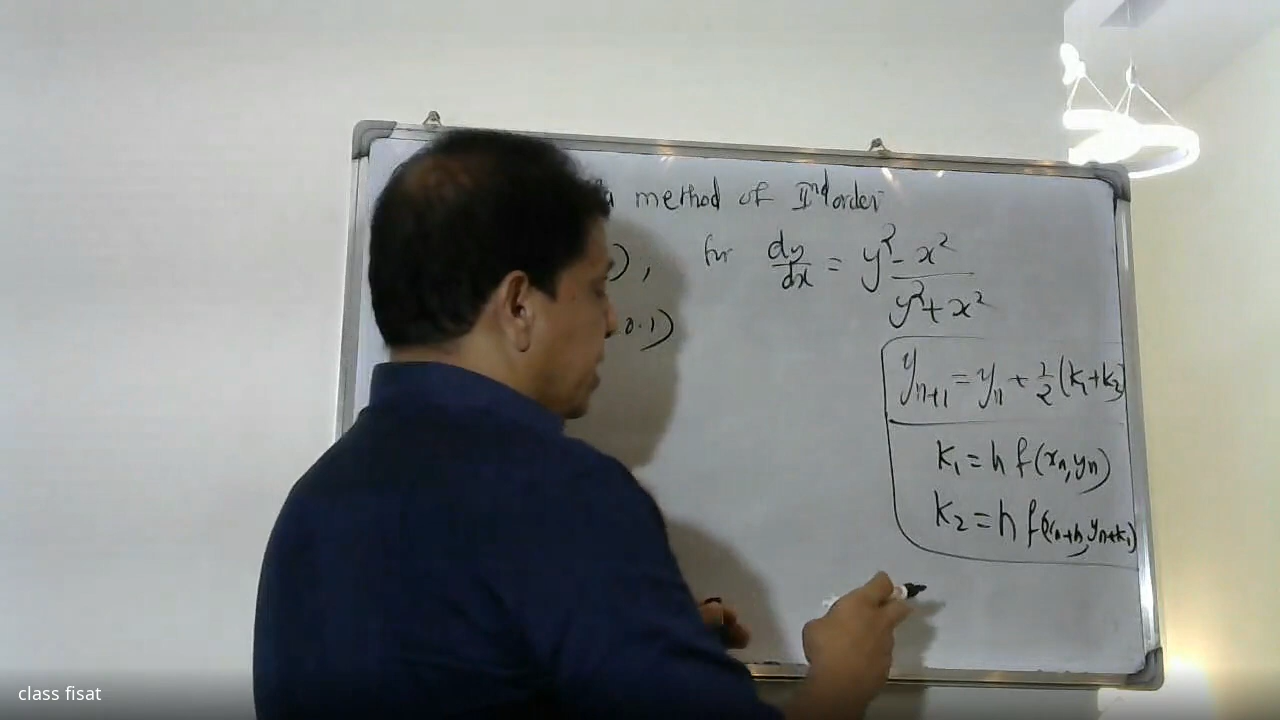 method of IInd order
), for dy/dx = y² - x² / y² + x²
0.1)
yn+1 = yn + 1/2 (k1 + k2)
K1 = h f(xn, yn)
K2 = h f(xn+h, yn+k1)
class fisat